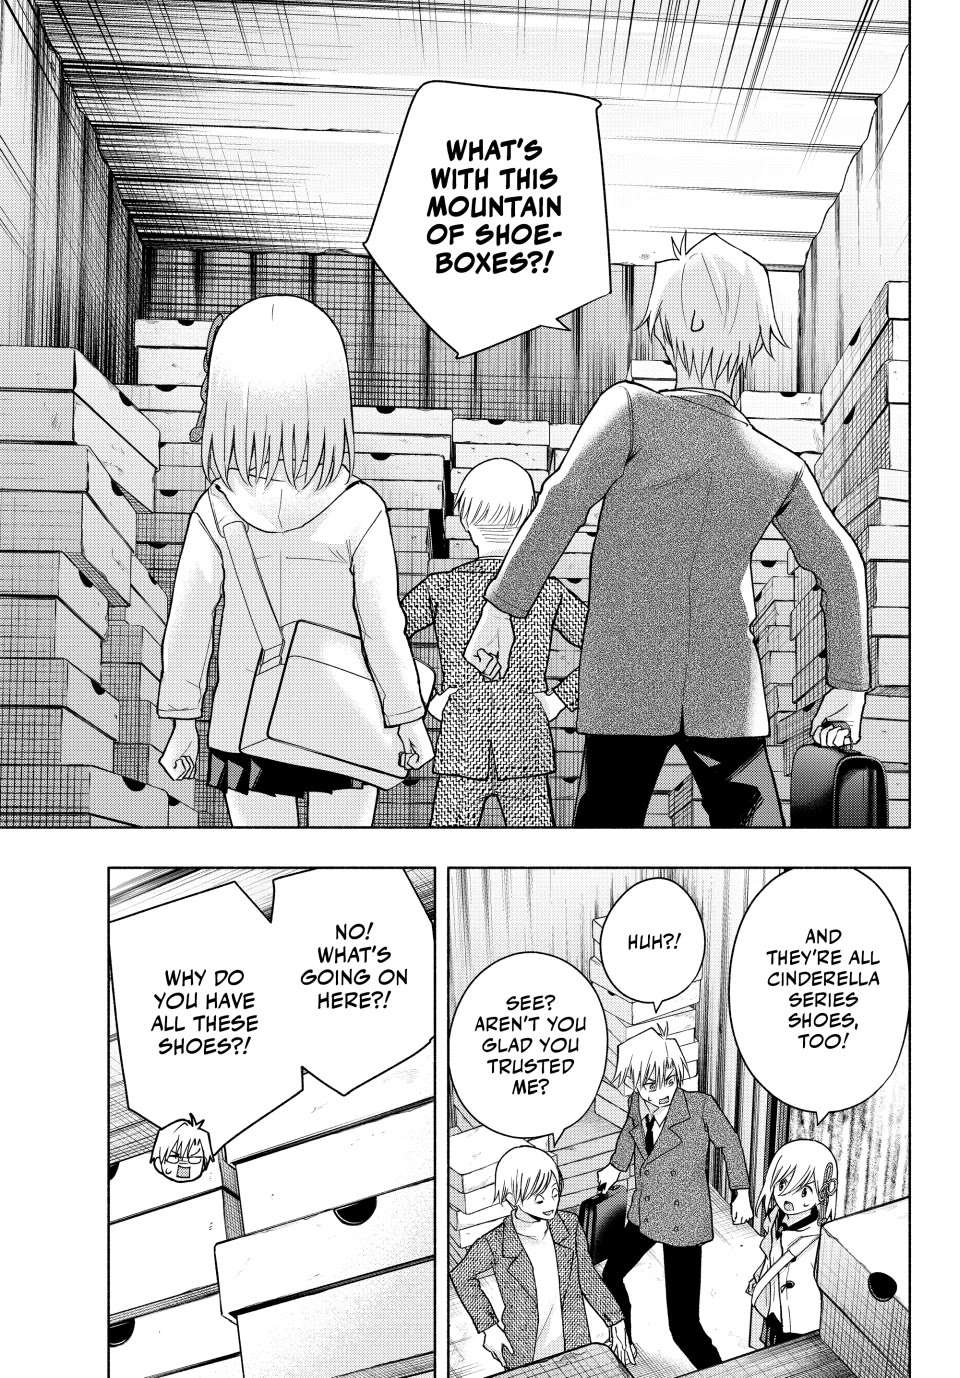 WHAT'S
WITH THIS
MOUNTAIN
OF SHOE-
BOXES?!
AND
THEY'RE ALL
CINDERELLA
SERIES
SHOES,
TOO!
HUH?!
SEE?
AREN'T YOU
GLAD YOU
TRUSTED
ME?
NO!
WHAT'S
GOING ON
HERE?!
WHY DO
YOU HAVE
ALL THESE
SHOES?!